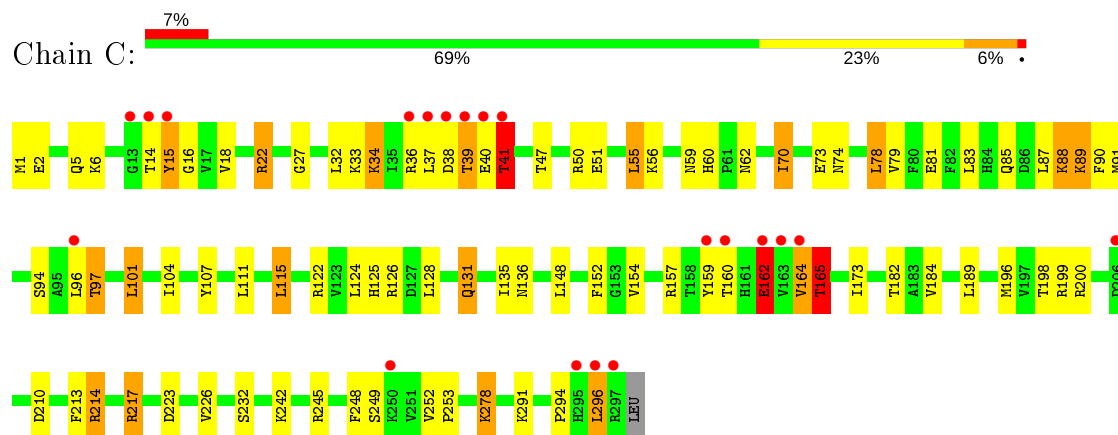 7%
Chain C:
69% 23% 6% •
M1 E2 Q5 K6 G13 T14 Y15 G16 V17 V18 R22 G27 L32 K33 K34 I35 R36 L37 D38 T39 E40 T41 T47 R50 E51 L55 K56 N59 H60 P61 N62 I70 E73 N74 L78 V79 F80 E81 F82 L83 H84 Q85 D86 L87 K88 K89 F90 M91
S94 A95 L96 T97 L101 I104 Y107 L111 L115 R122 V123 L124 H125 R126 D127 L128 Q131 I135 N136 L148 F152 G153 V154 R157 T158 Y159 T160 H161 E162 V163 V164 T165 I173 T182 A183 V184 L189 M196 V197 T198 R199 R200 D206
D210 F213 R214 R217 D223 V226 S232 K242 R245 F248 S249 K250 V251 V252 P253 K278 K291 P294 H295 L296 R297 LEU